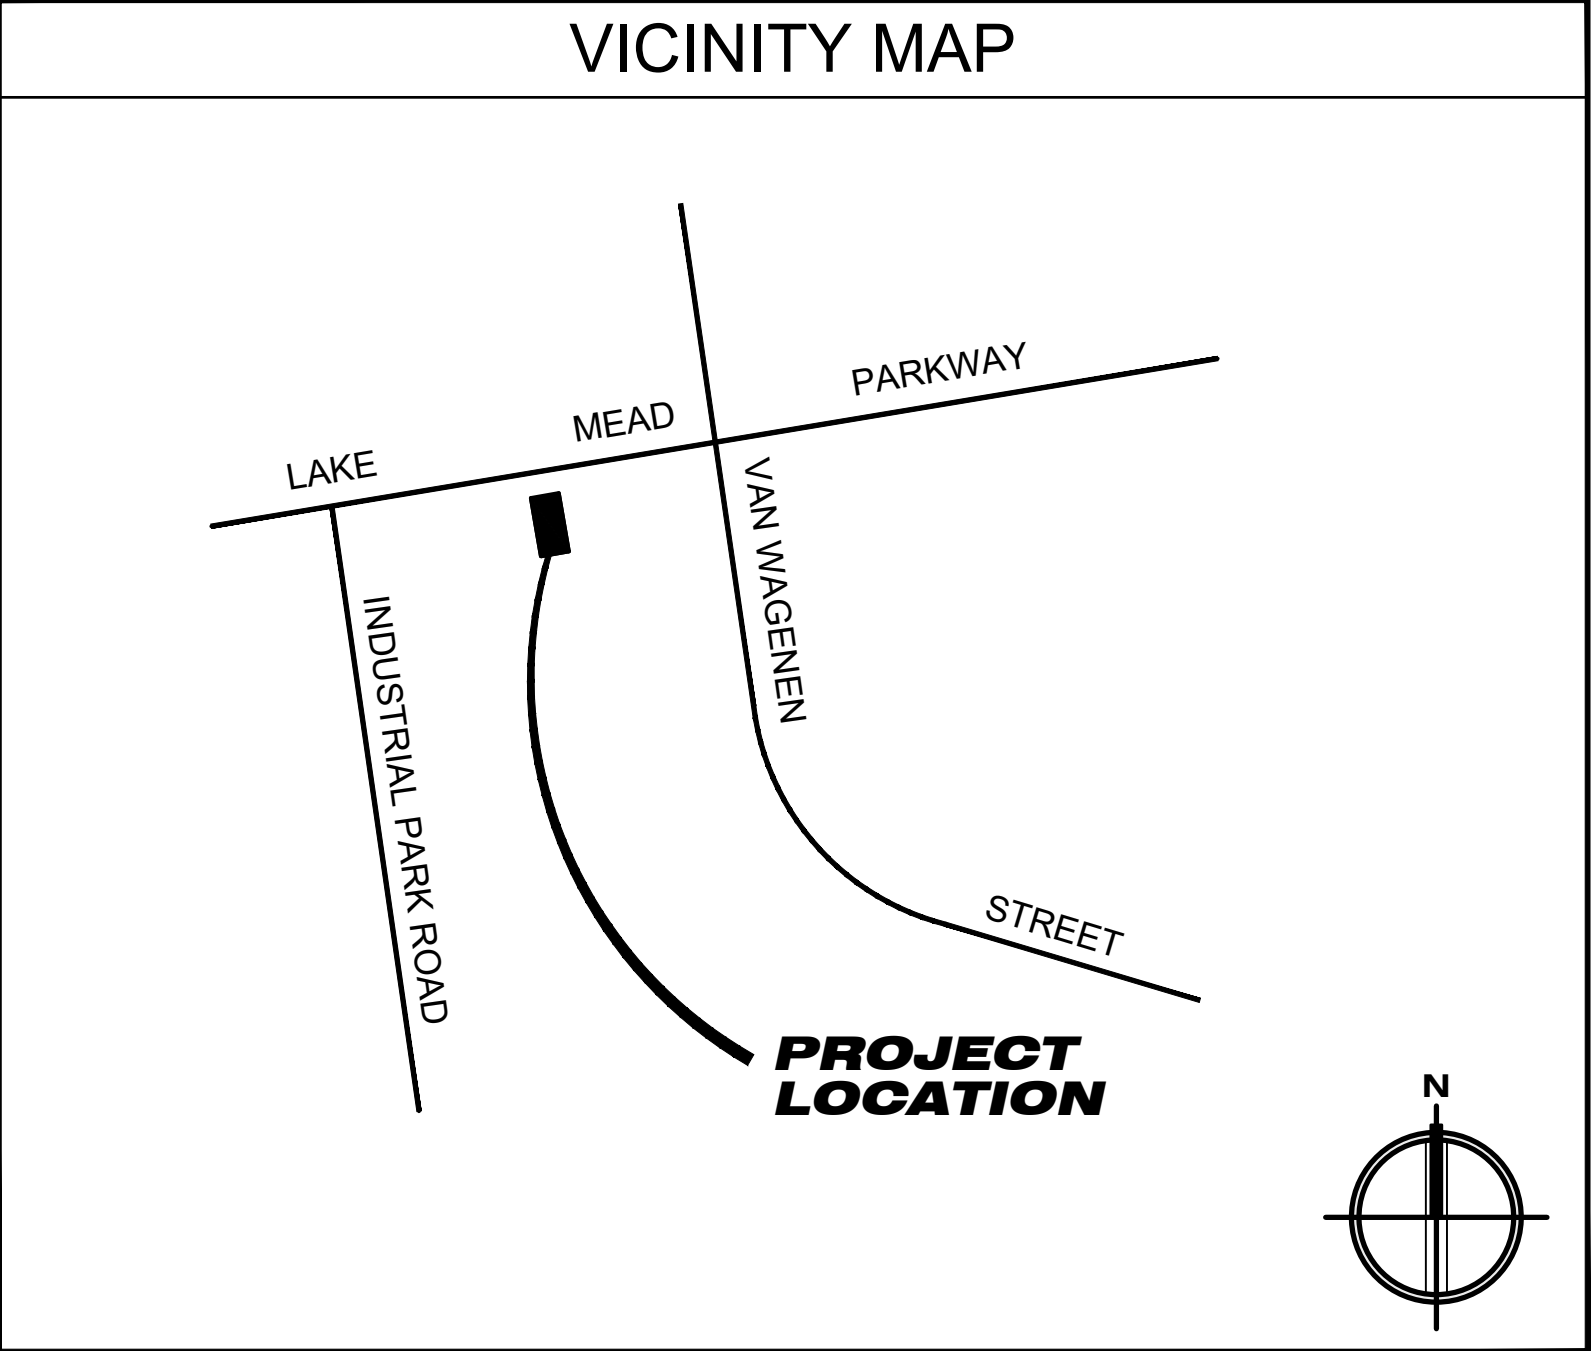 VICINITY MAP
LAKE MEAD PARKWAY
VAN WAGENEN STREET
INDUSTRIAL PARK ROAD
PROJECT
LOCATION
N